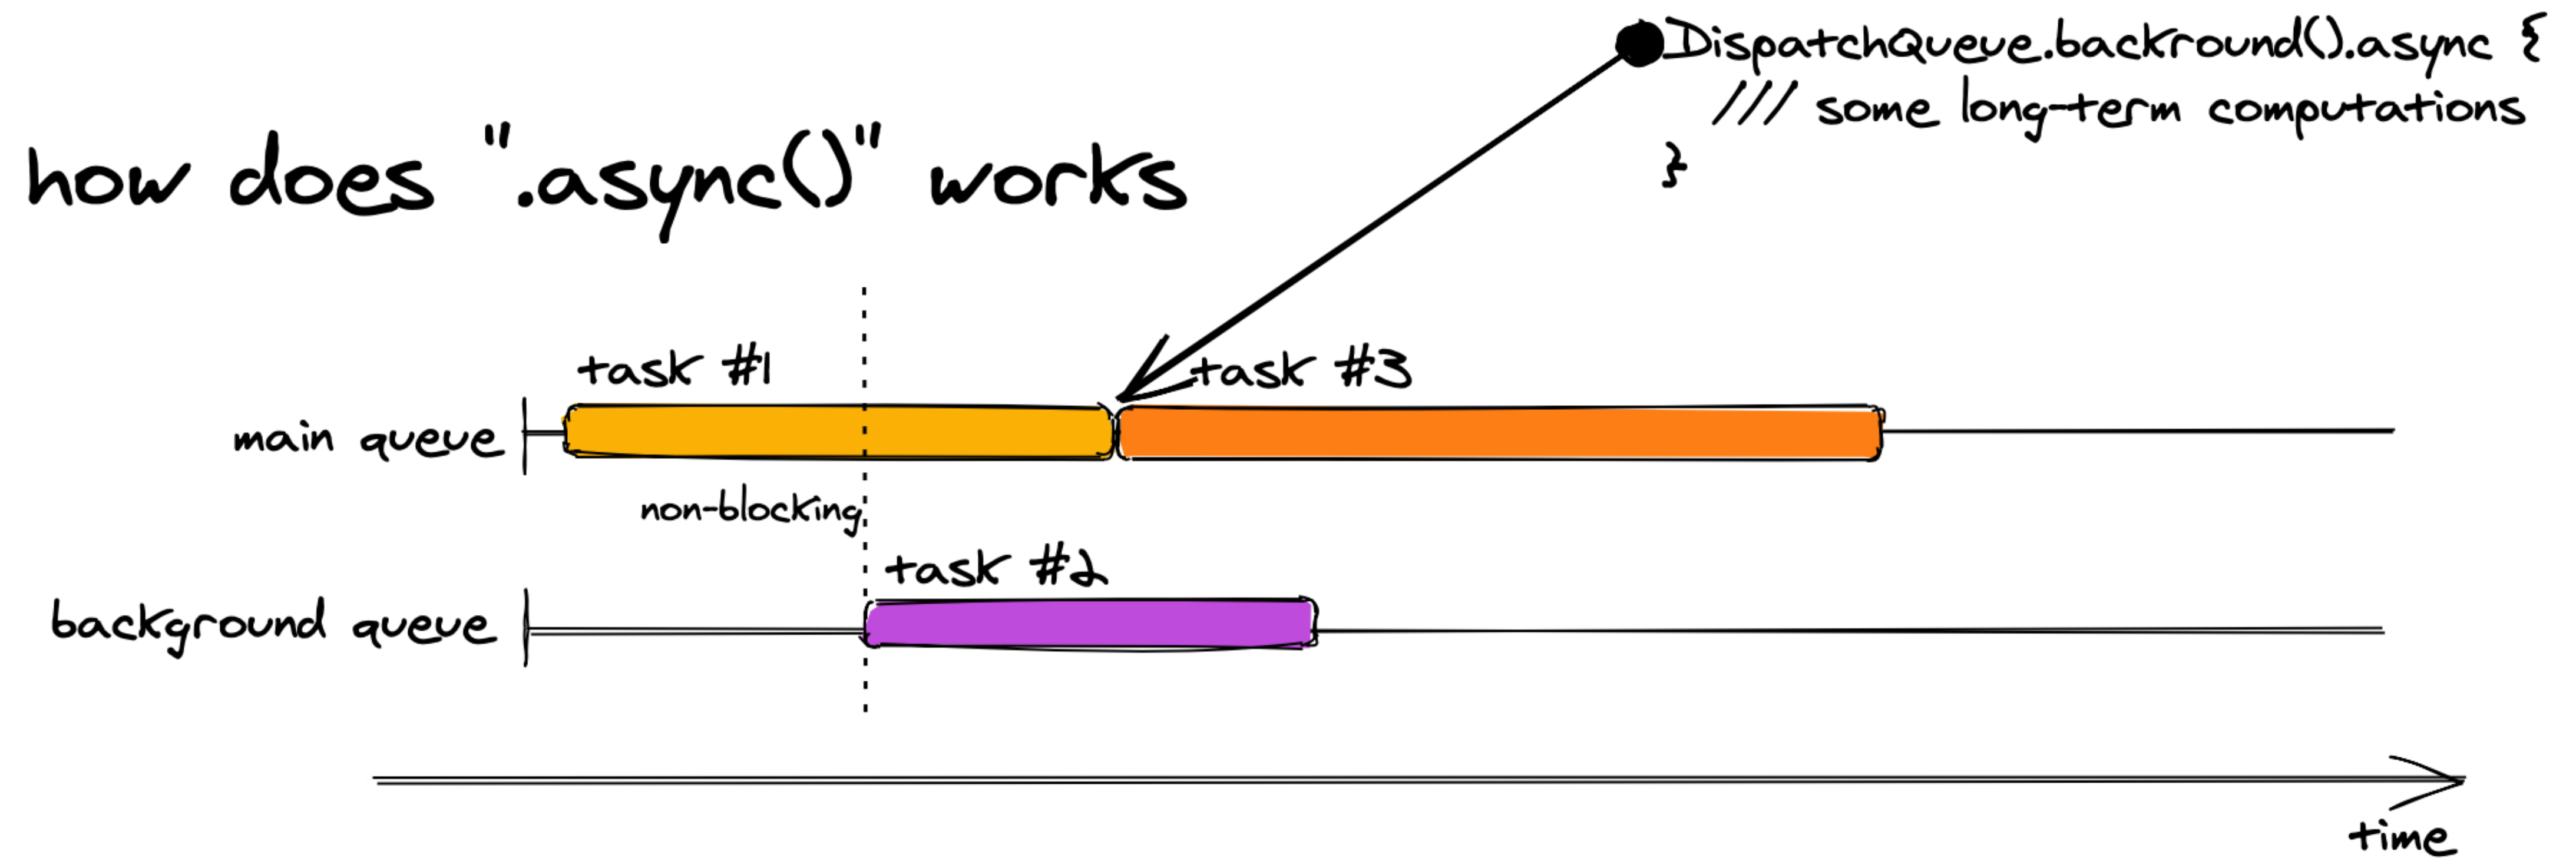 DispatchQueue.backround().async {
/// some long-term computations
}
how does ".async()" works
task #1
task #3
main queue
non-blocking
task #2
background queue
time